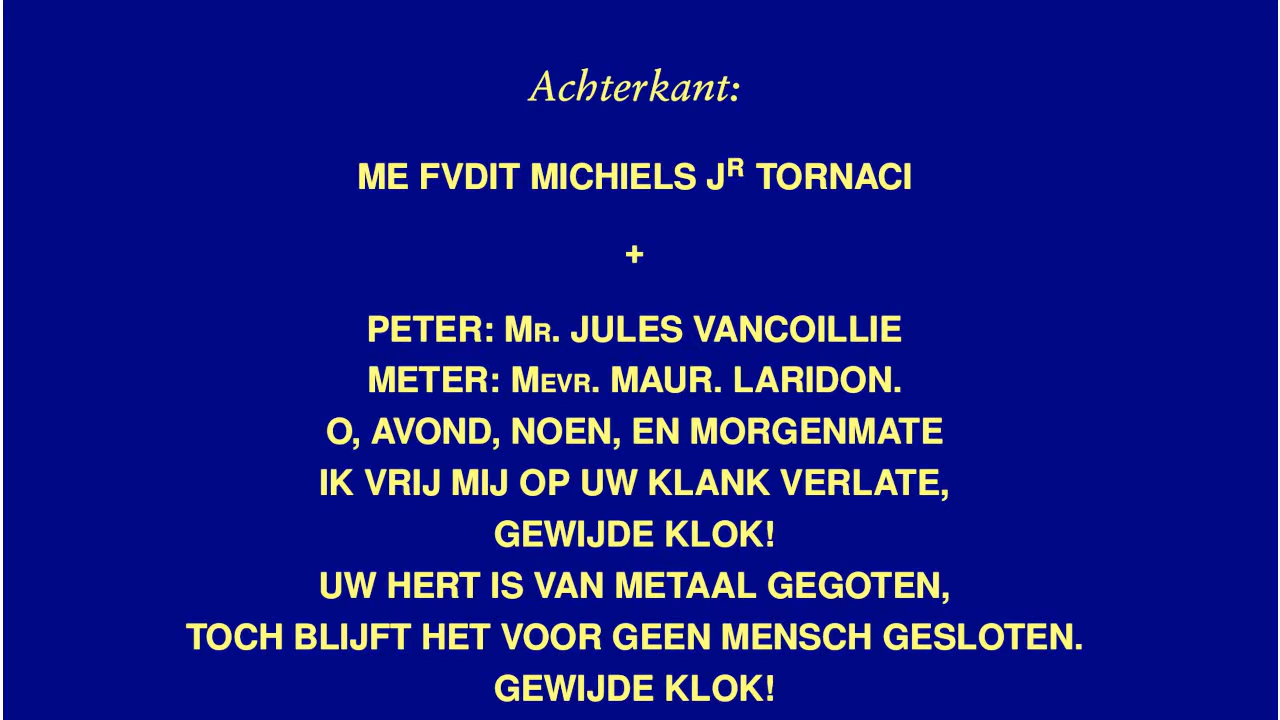 Achterkant:
ME FVDIT MICHIELS Jᴿ TORNACI
+
PETER: Mr. JULES VANCOILLIE
METER: Mevr. MAUR. LARIDON.
O, AVOND, NOEN, EN MORGENMATE
IK VRIJ MIJ OP UW KLANK VERLATE,
GEWIJDE KLOK!
UW HERT IS VAN METAAL GEGOTEN,
TOCH BLIJFT HET VOOR GEEN MENSCH GESLOTEN.
GEWIJDE KLOK!